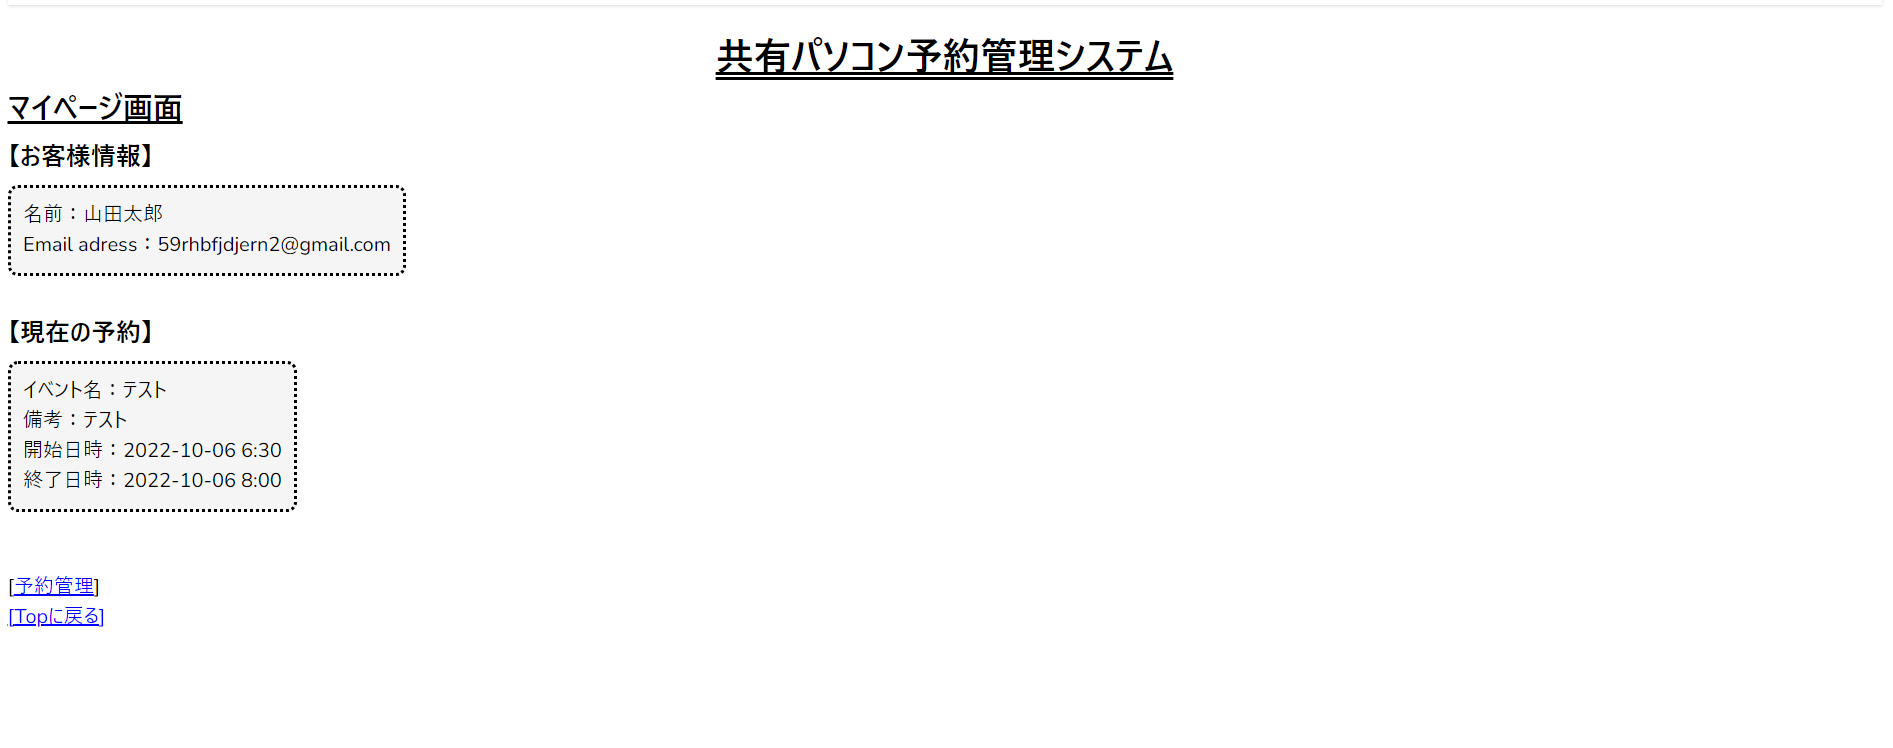 共有パソコン予約管理システム
マイページ画面
【お客様情報】
名前：山田太郎
Email adress：59rhbfjdjern2@gmail.com
【現在の予約】
イベント名：テスト
備考：テスト
開始日時：2022-10-06 6:30
終了日時：2022-10-06 8:00
[予約管理]
[Topに戻る]